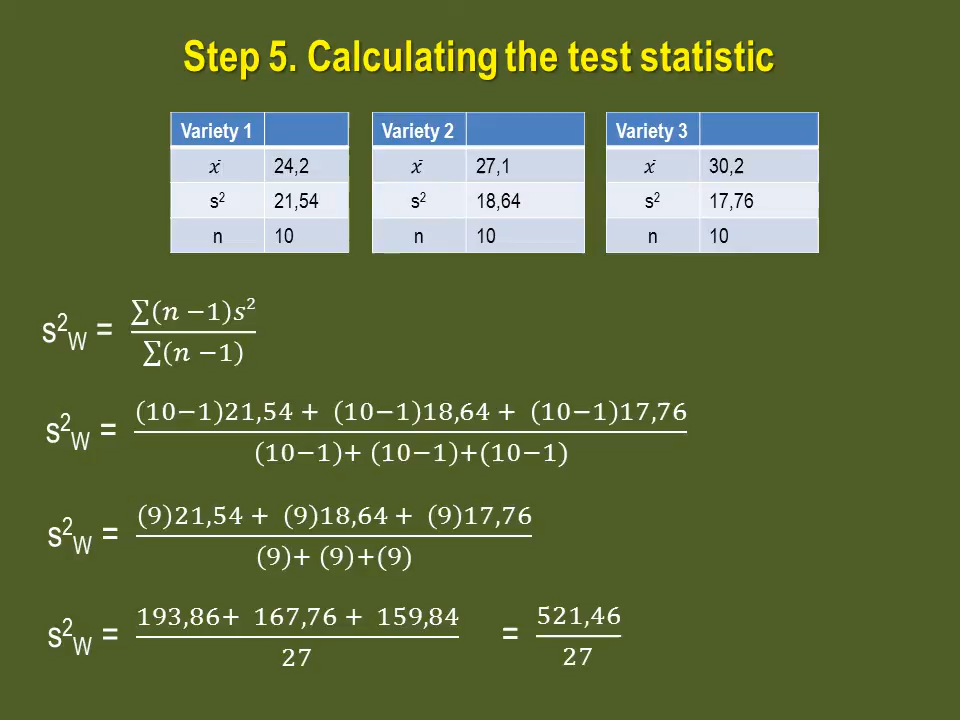 Step 5. Calculating the test statistic
Variety 1
x̄ 24,2
s² 21,54
n 10
Variety 2
x̄ 27,1
s² 18,64
n 10
Variety 3
x̄ 30,2
s² 17,76
n 10
s²W = ∑(n −1)s² / ∑(n −1)
s²W = (10−1)21,54 + (10−1)18,64 + (10−1)17,76 / (10−1)+ (10−1)+(10−1)
s²W = (9)21,54 + (9)18,64 + (9)17,76 / (9)+ (9)+(9)
s²W = 193,86+ 167,76 + 159,84 / 27 = 521,46 / 27